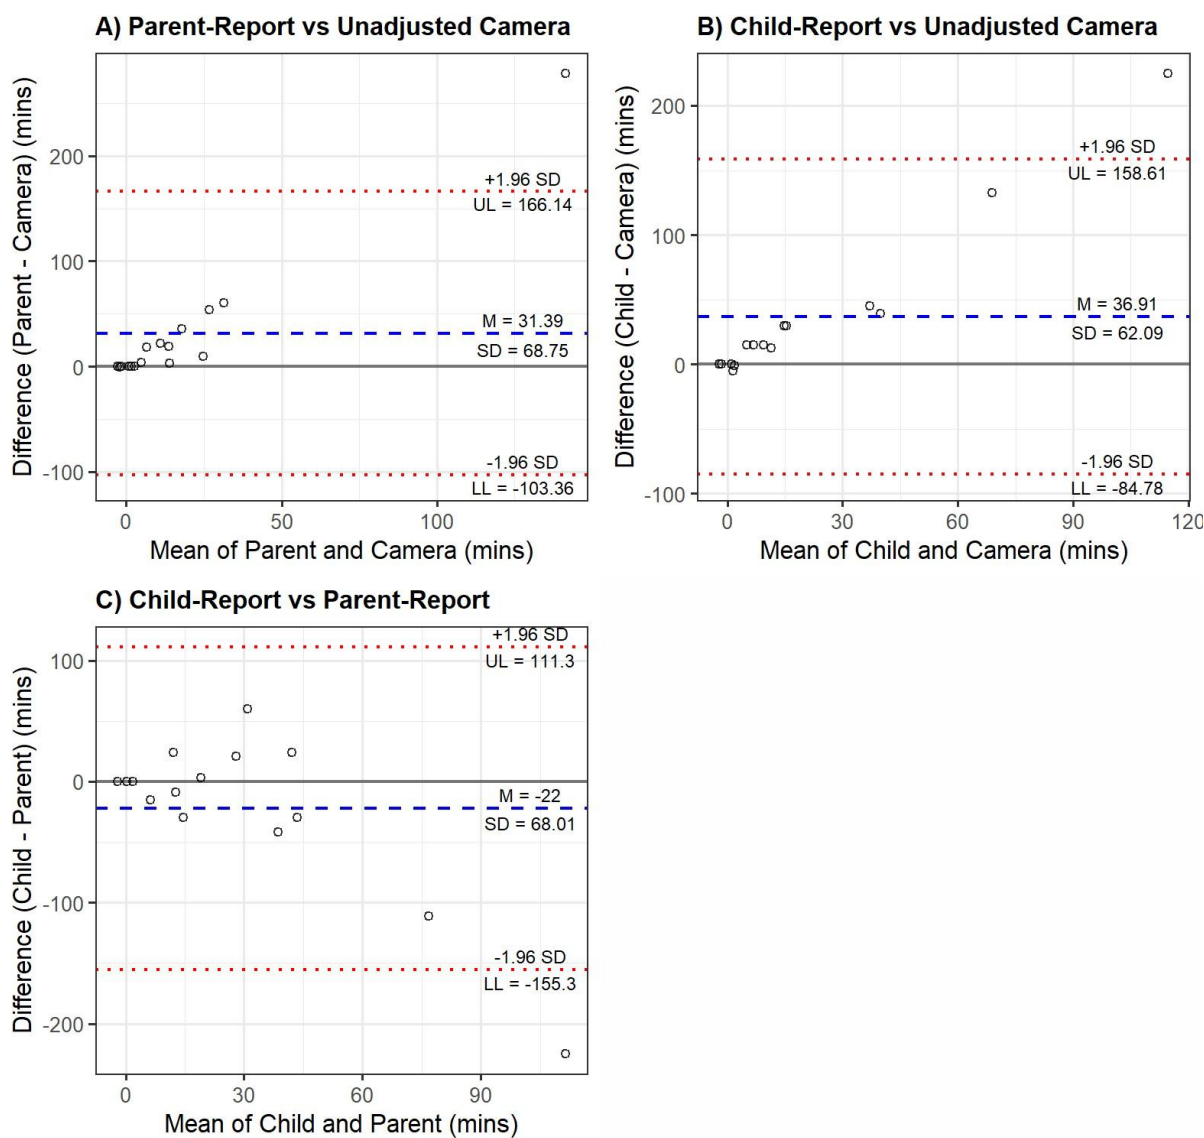 A) Parent-Report vs Unadjusted Camera
Difference (Parent - Camera) (mins)
200
100
0
-100
+1.96 SD
UL = 166.14
M = 31.39
SD = 68.75
-1.96 SD
LL = -103.36
0 50 100
Mean of Parent and Camera (mins)
B) Child-Report vs Unadjusted Camera
Difference (Child - Camera) (mins)
200
100
0
-100
+1.96 SD
UL = 158.61
M = 36.91
SD = 62.09
-1.96 SD
LL = -84.78
0 30 60 90 120
Mean of Child and Camera (mins)
C) Child-Report vs Parent-Report
Difference (Child - Parent) (mins)
100
0
-100
-200
+1.96 SD
UL = 111.3
M = -22
SD = 68.01
-1.96 SD
LL = -155.3
0 30 60 90
Mean of Child and Parent (mins)